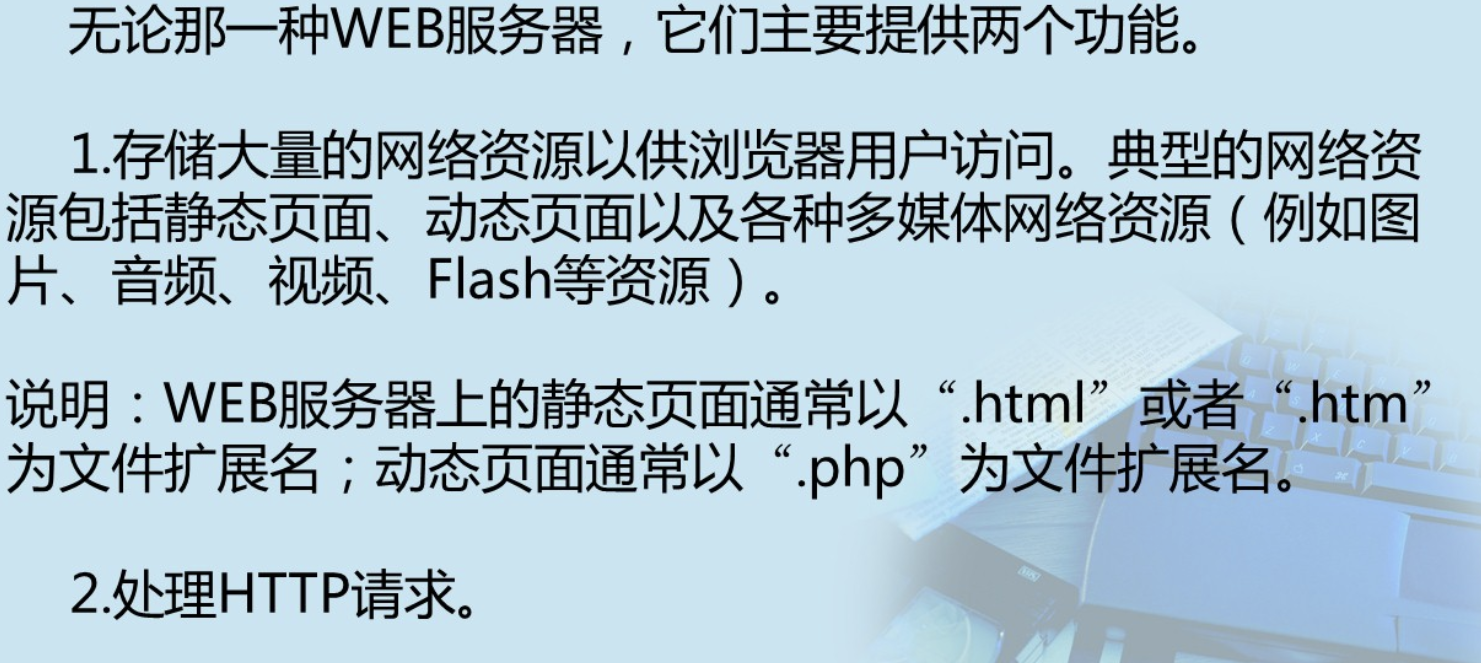 无论那一种WEB服务器，它们主要提供两个功能。
1.存储大量的网络资源以供浏览器用户访问。典型的网络资
源包括静态页面、动态页面以及各种多媒体网络资源（例如图
片、音频、视频、Flash等资源）。
说明：WEB服务器上的静态页面通常以“.html”或者“.htm”
为文件扩展名；动态页面通常以“.php”为文件扩展名。
2.处理HTTP请求。